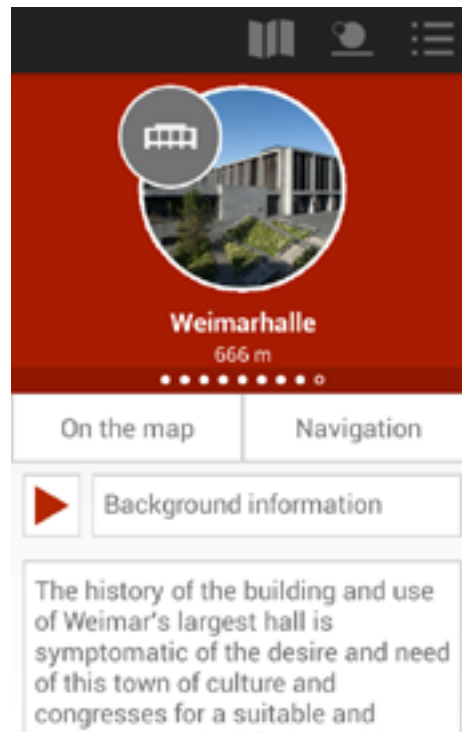 Weimarhalle
666 m
On the map
Navigation
Background information
The history of the building and use
of Weimar's largest hall is
symptomatic of the desire and need
of this town of culture and
congresses for a suitable and